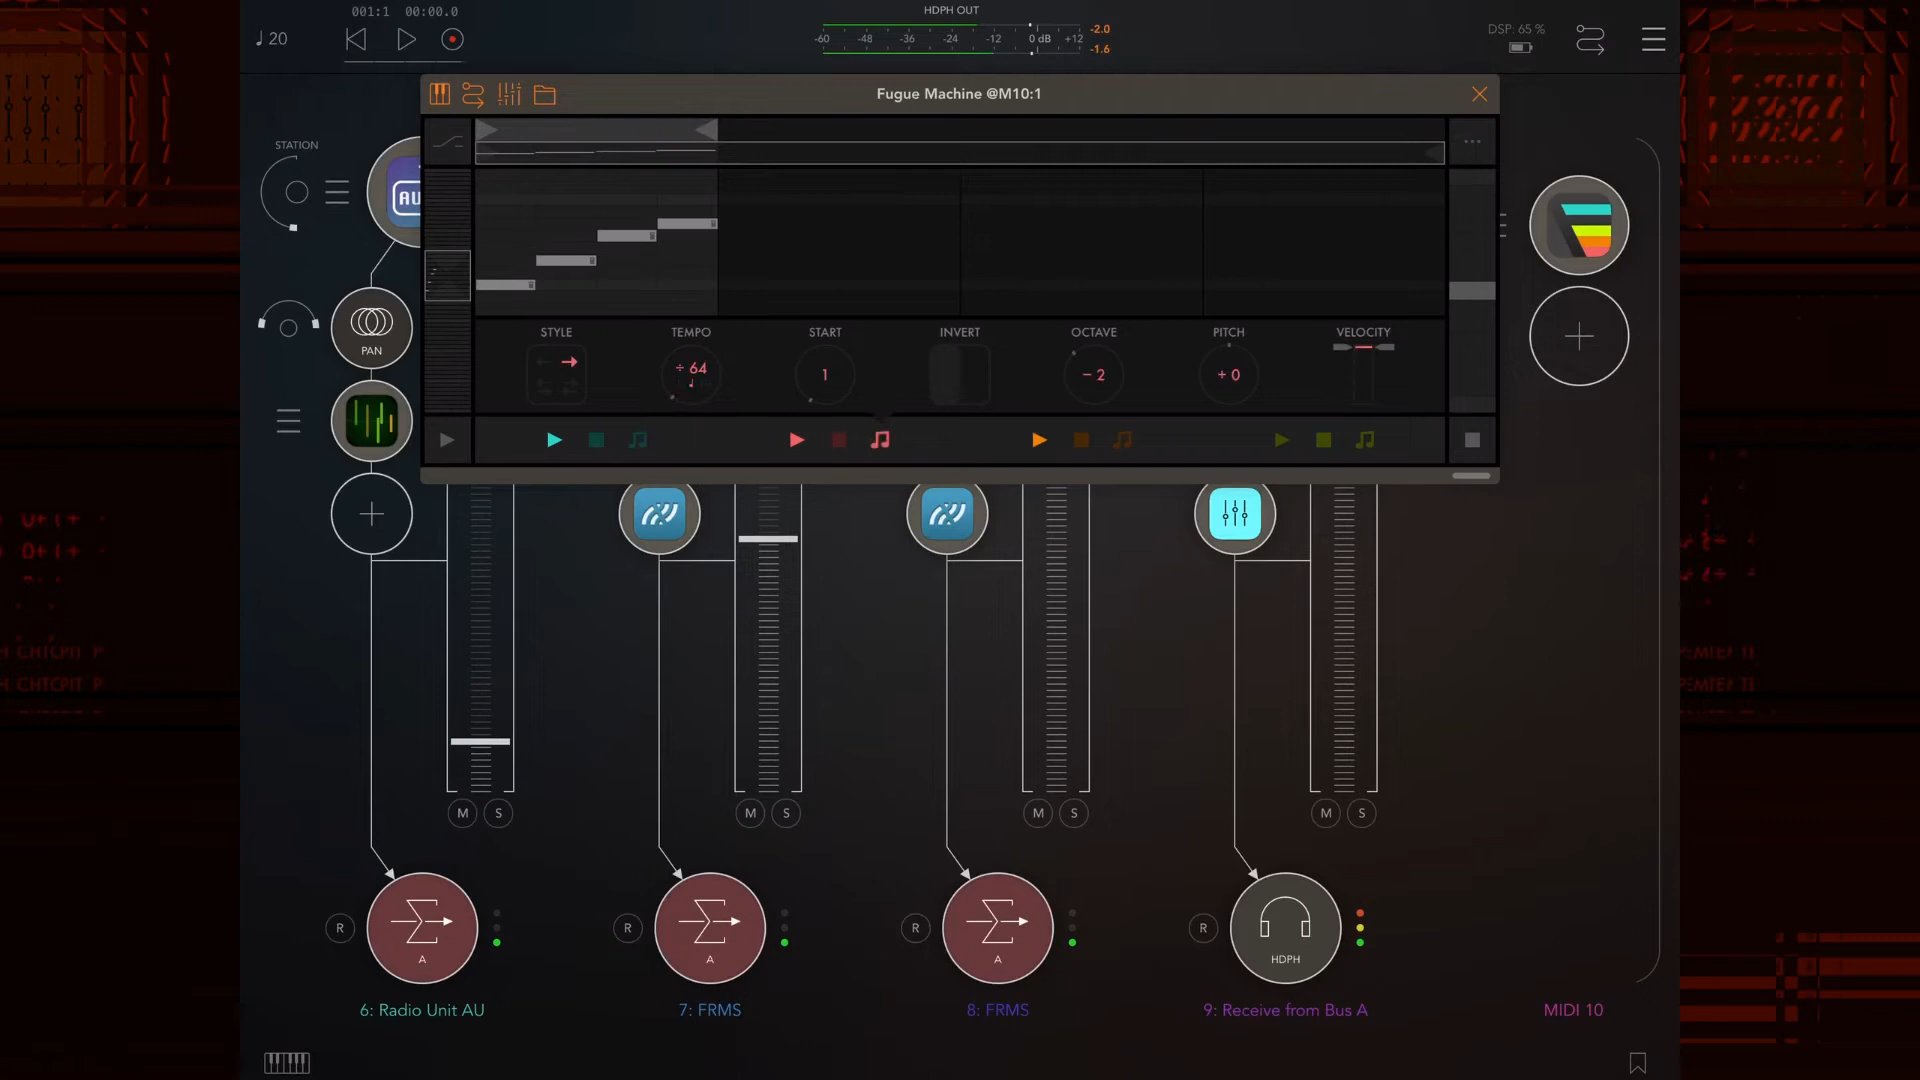 001:1 00:00.0
HDPH OUT
♩20
-60 -48 -36 -24 -12 0 dB +12
-2.0
-1.6
DSP: 65 %
Fugue Machine @M10:1
STATION
AU
PAN
STYLE TEMPO START INVERT OCTAVE PITCH VELOCITY
÷ 64
1
− 2
+ 0
M S M S M S M S
R A R A R A R HDPH
6: Radio Unit AU 7: FRMS 8: FRMS 9: Receive from Bus A MIDI 10